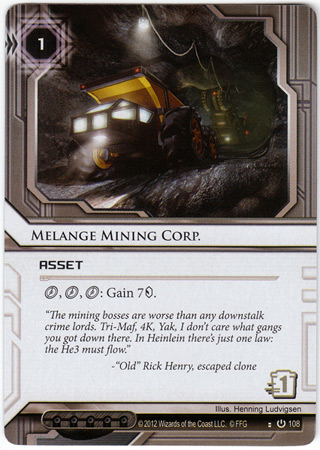 1
MELANGE MINING CORP.
ASSET
, , : Gain 7.
"The mining bosses are worse than any downstalk
crime lords. Tri-Maf, 4K, Yak, I don't care what gangs
you got down there. In Heinlein there's just one law:
the He3 must flow."
-"Old" Rick Henry, escaped clone
1
Illus. Henning Ludvigsen
© 2012 Wizards of the Coast LLC. © FFG
108